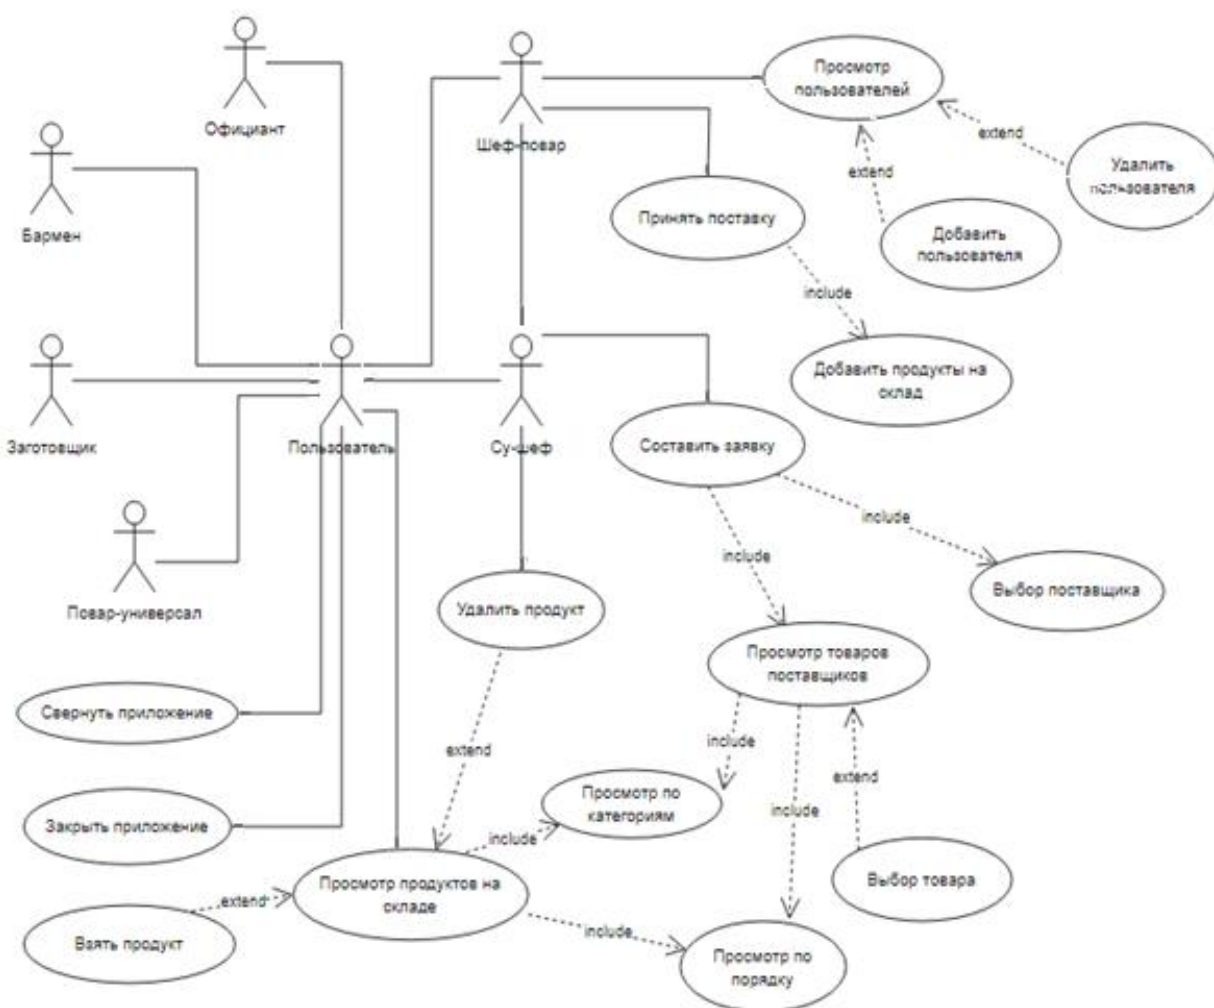 Официант
Шеф-повар
Просмотр
пользователей
extend
Удалить
пользователя
Бармен
extend
Принять поставку
Добавить
пользователя
include
Добавить продукты на
склад
Заготовщик
Пользователь
Су-шеф
Составить заявку
include
include
Выбор поставщика
Повар-универсал
Удалить продукт
Просмотр товаров
поставщиков
Свернуть приложение
extend
include
extend
include
Просмотр по
категориям
Закрыть приложение
include
Просмотр продуктов на
складе
Выбор товара
extend
Взять продукт
include
Просмотр по
порядку